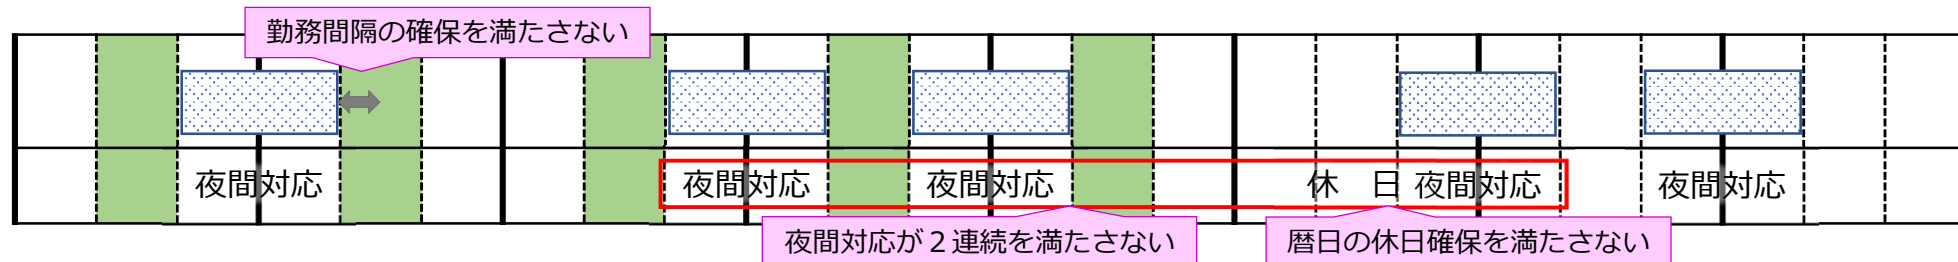 勤務間隔の確保を満たさない
夜間対応
夜間対応
夜間対応
休　日
夜間対応
夜間対応
夜間対応が２連続を満たさない
暦日の休日確保を満たさない